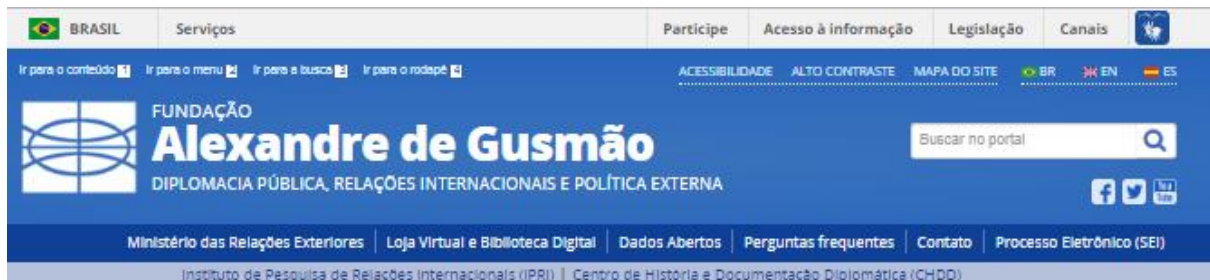 BRASIL Serviços Participe Acesso à informação Legislação Canais
Ir para o conteúdo 1 Ir para o menu 2 Ir para a busca 3 Ir para o rodapé 4 ACESSIBILIDADE ALTO CONTRASTE MAPA DO SITE BR EN ES
FUNDAÇÃO
Alexandre de Gusmão
Buscar no portal
DIPLOMACIA PÚBLICA, RELAÇÕES INTERNACIONAIS E POLÍTICA EXTERNA
You Tube
Ministério das Relações Exteriores | Loja Virtual e Biblioteca Digital | Dados Abertos | Perguntas frequentes | Contato | Processo Eletrônico (SEI)
Instituto de Pesquisa de Relações Internacionais (IPRI) | Centro de História e Documentação Diplomática (CHDD)